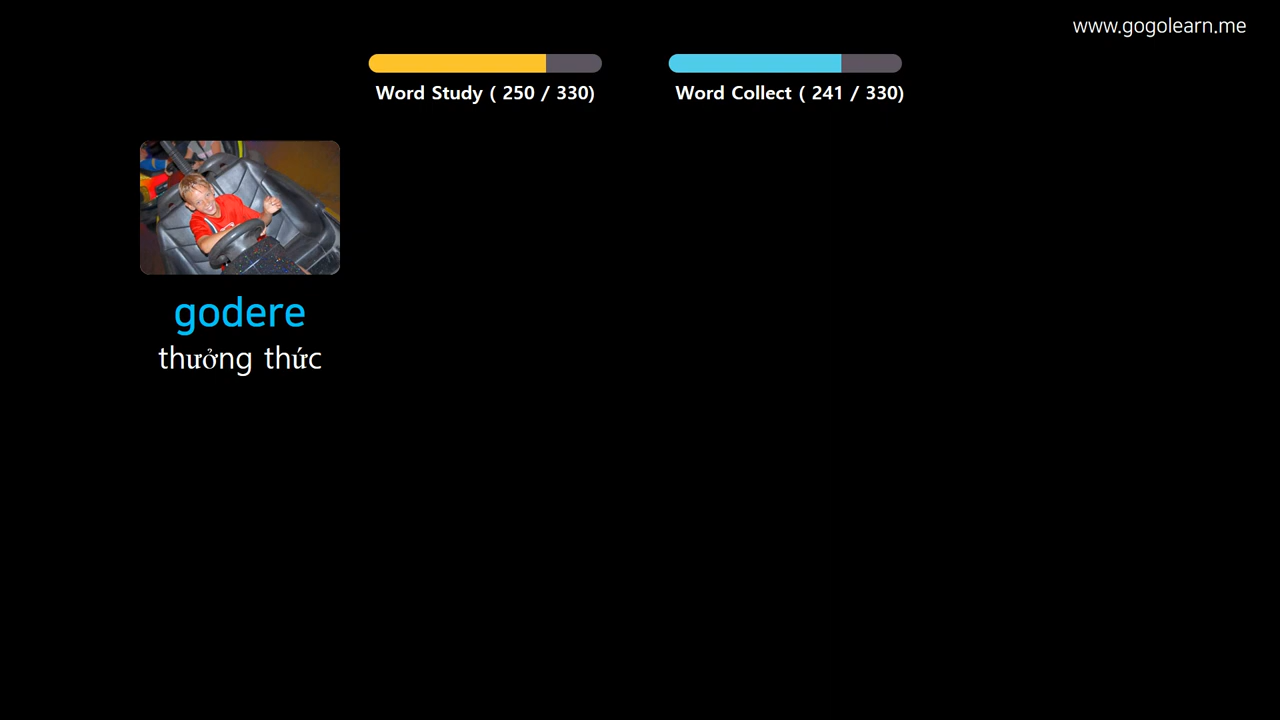 www.gogolearn.me
Word Study ( 250 / 330)
Word Collect ( 241 / 330)
godere
thưởng thức